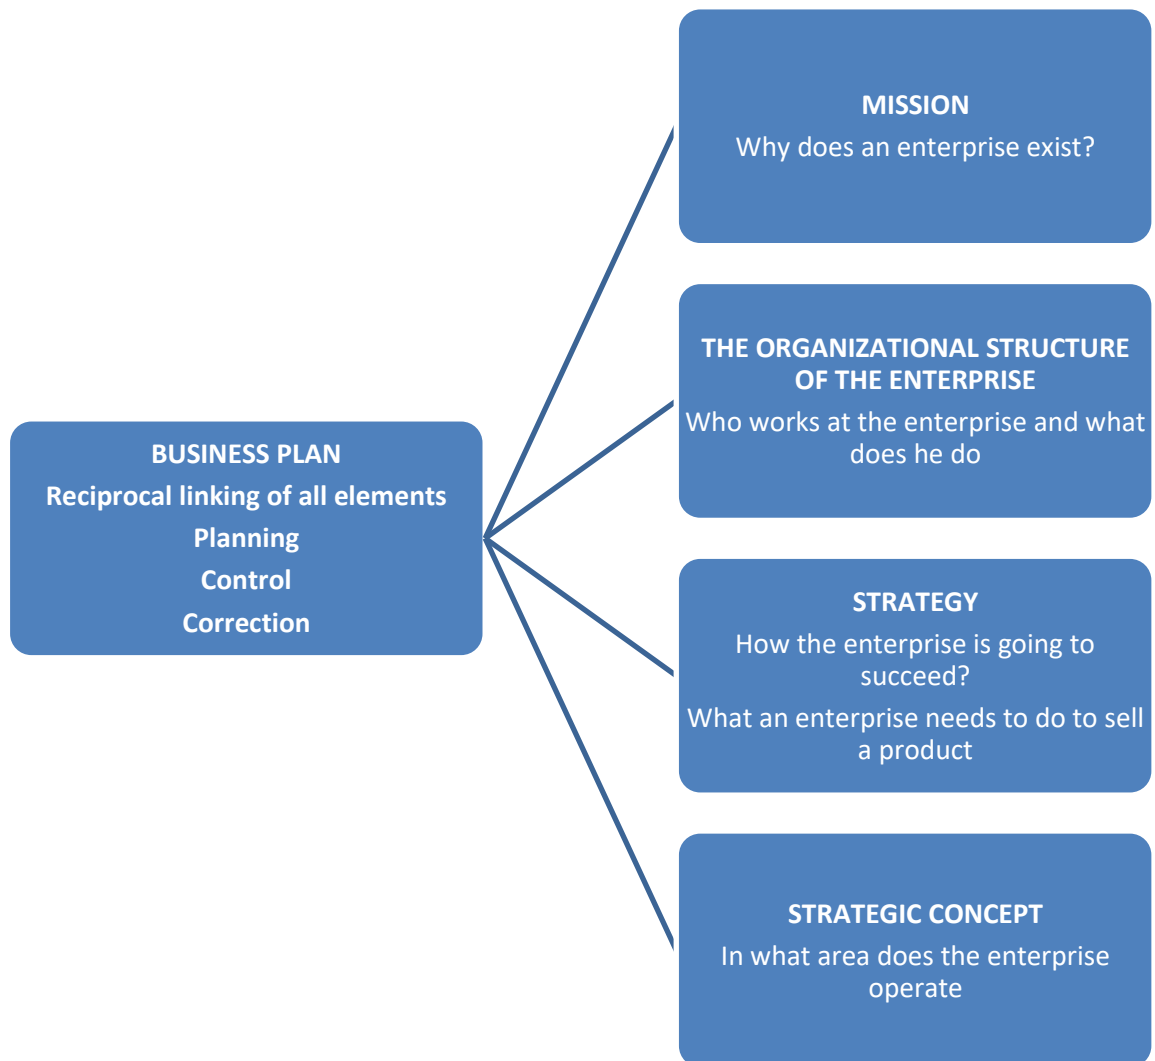 MISSION
Why does an enterprise exist?
THE ORGANIZATIONAL STRUCTURE
OF THE ENTERPRISE
Who works at the enterprise and what
does he do
BUSINESS PLAN
Reciprocal linking of all elements
Planning
Control
Correction
STRATEGY
How the enterprise is going to
succeed?
What an enterprise needs to do to sell
a product
STRATEGIC CONCEPT
In what area does the enterprise
operate